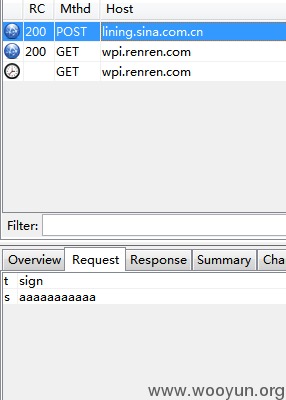 RC Mthd Host
200 POST lining.sina.com.cn
200 GET wpi.renren.com
GET wpi.renren.com
Filter:
Overview Request Response Summary Cha
t sign
s aaaaaaaaaaa
www.wooyun.org